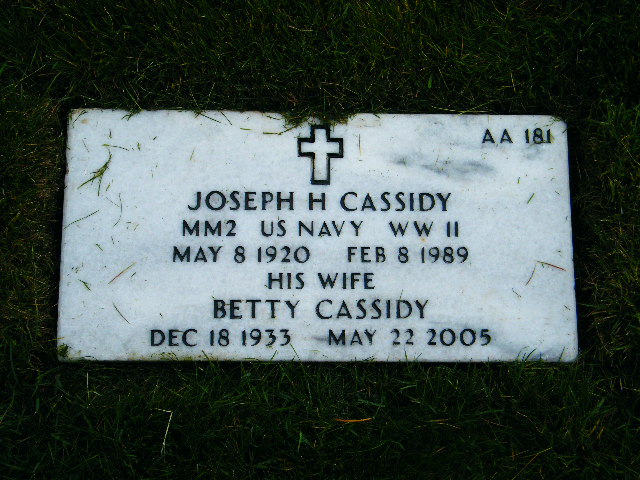 AA 181
JOSEPH H CASSIDY
MM2 US NAVY WW II
MAY 8 1920 FEB 8 1989
HIS WIFE
BETTY CASSIDY
DEC 18 1933 MAY 22 2005